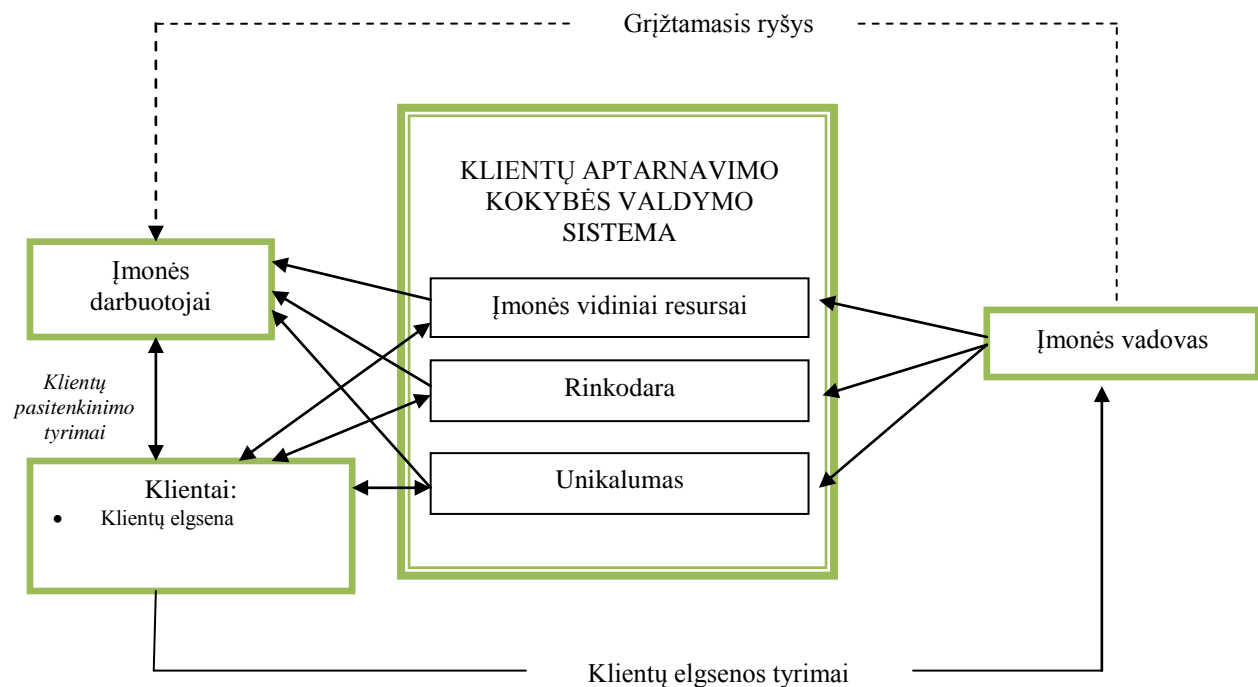 Grįžtamasis ryšys
KLIENTŲ APTARNAVIMO
KOKYBĖS VALDYMO
SISTEMA
Įmonės
darbuotojai
Įmonės vidiniai resursai
Įmonės vadovas
Rinkodara
Klientų
pasitenkinimo
tyrimai
Unikalumas
Klientai:
• Klientų elgsena
Klientų elgsenos tyrimai